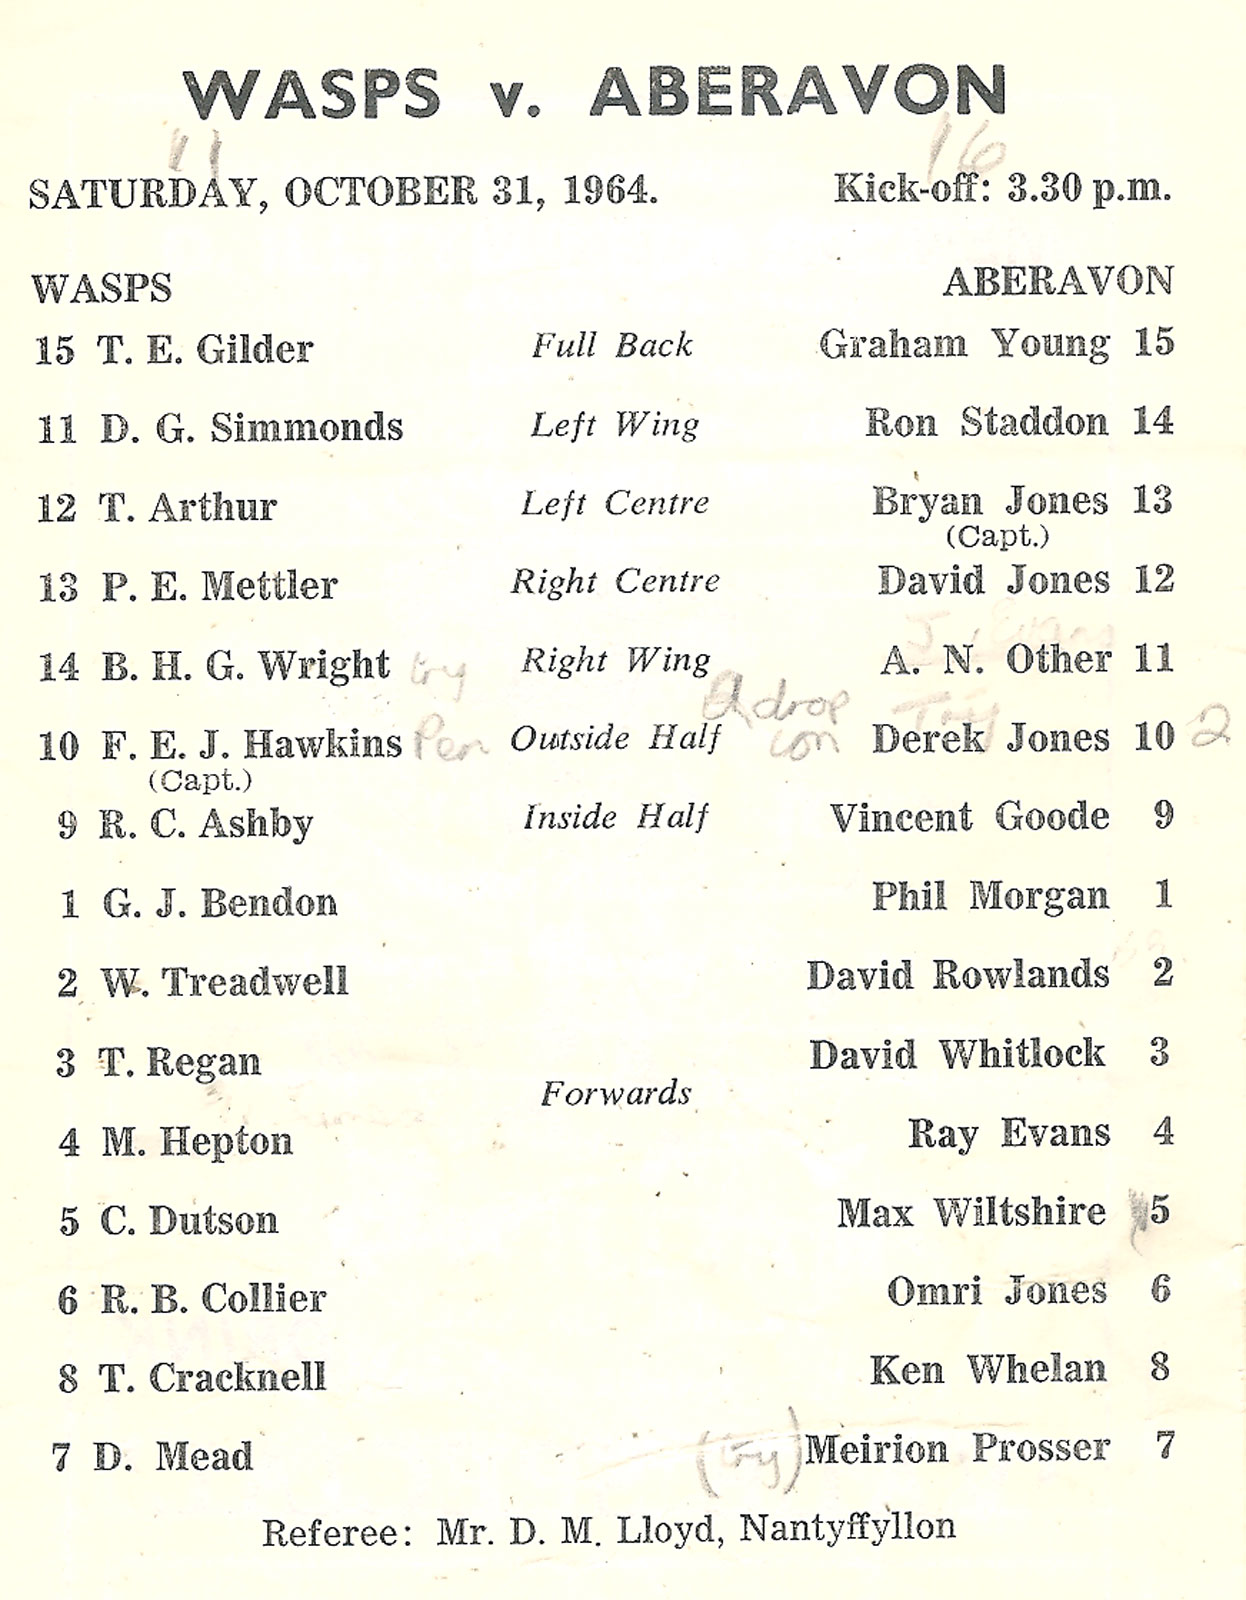 WASPS v. ABERAVON
11 16
SATURDAY, OCTOBER 31, 1964. Kick-off: 3.30 p.m.
WASPS ABERAVON
15 T. E. Gilder Full Back Graham Young 15
11 D. G. Simmonds Left Wing Ron Staddon 14
12 T. Arthur Left Centre Bryan Jones 13
(Capt.)
13 P. E. Mettler Right Centre David Jones 12
J. Evans
14 B. H. G. Wright try Right Wing A. N. Other 11
drop Try
10 F. E. J. Hawkins Pen Outside Half con Derek Jones 10 2
(Capt.)
9 R. C. Ashby Inside Half Vincent Goode 9
1 G. J. Bendon Phil Morgan 1
2 W. Treadwell David Rowlands 2
3 T. Regan David Whitlock 3
Forwards
4 M. Hepton Ray Evans 4
5 C. Dutson Max Wiltshire 5
6 R. B. Collier Omri Jones 6
8 T. Cracknell Ken Whelan 8
7 D. Mead (try) Meirion Prosser 7
Referee: Mr. D. M. Lloyd, Nantyffyllon